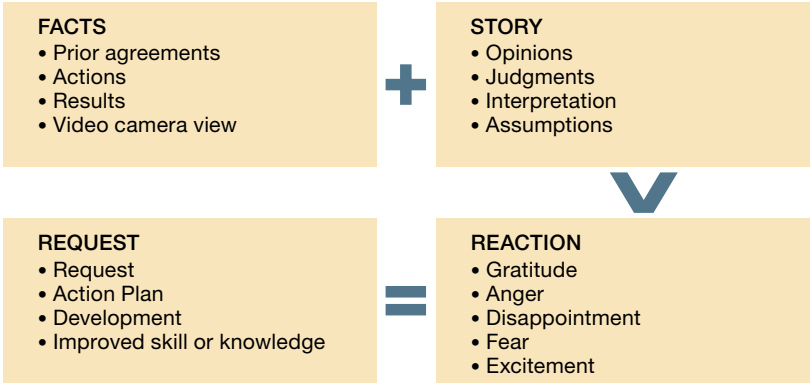 FACTS
• Prior agreements
• Actions
• Results
• Video camera view
+
STORY
• Opinions
• Judgments
• Interpretation
• Assumptions
REQUEST
• Request
• Action Plan
• Development
• Improved skill or knowledge
=
REACTION
• Gratitude
• Anger
• Disappointment
• Fear
• Excitement